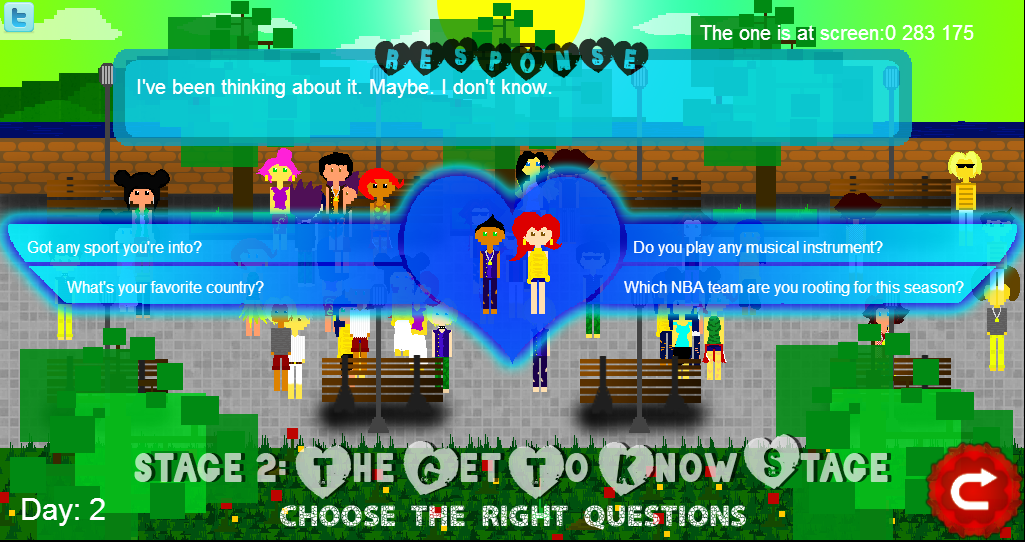 The one is at screen:0 283 175
RESPONSE
I've been thinking about it. Maybe. I don't know.
Got any sport you're into?
Do you play any musical instrument?
What's your favorite country?
Which NBA team are you rooting for this season?
STAGE 2: THE GET TO KNOW STAGE
CHOOSE THE RIGHT QUESTIONS
Day: 2